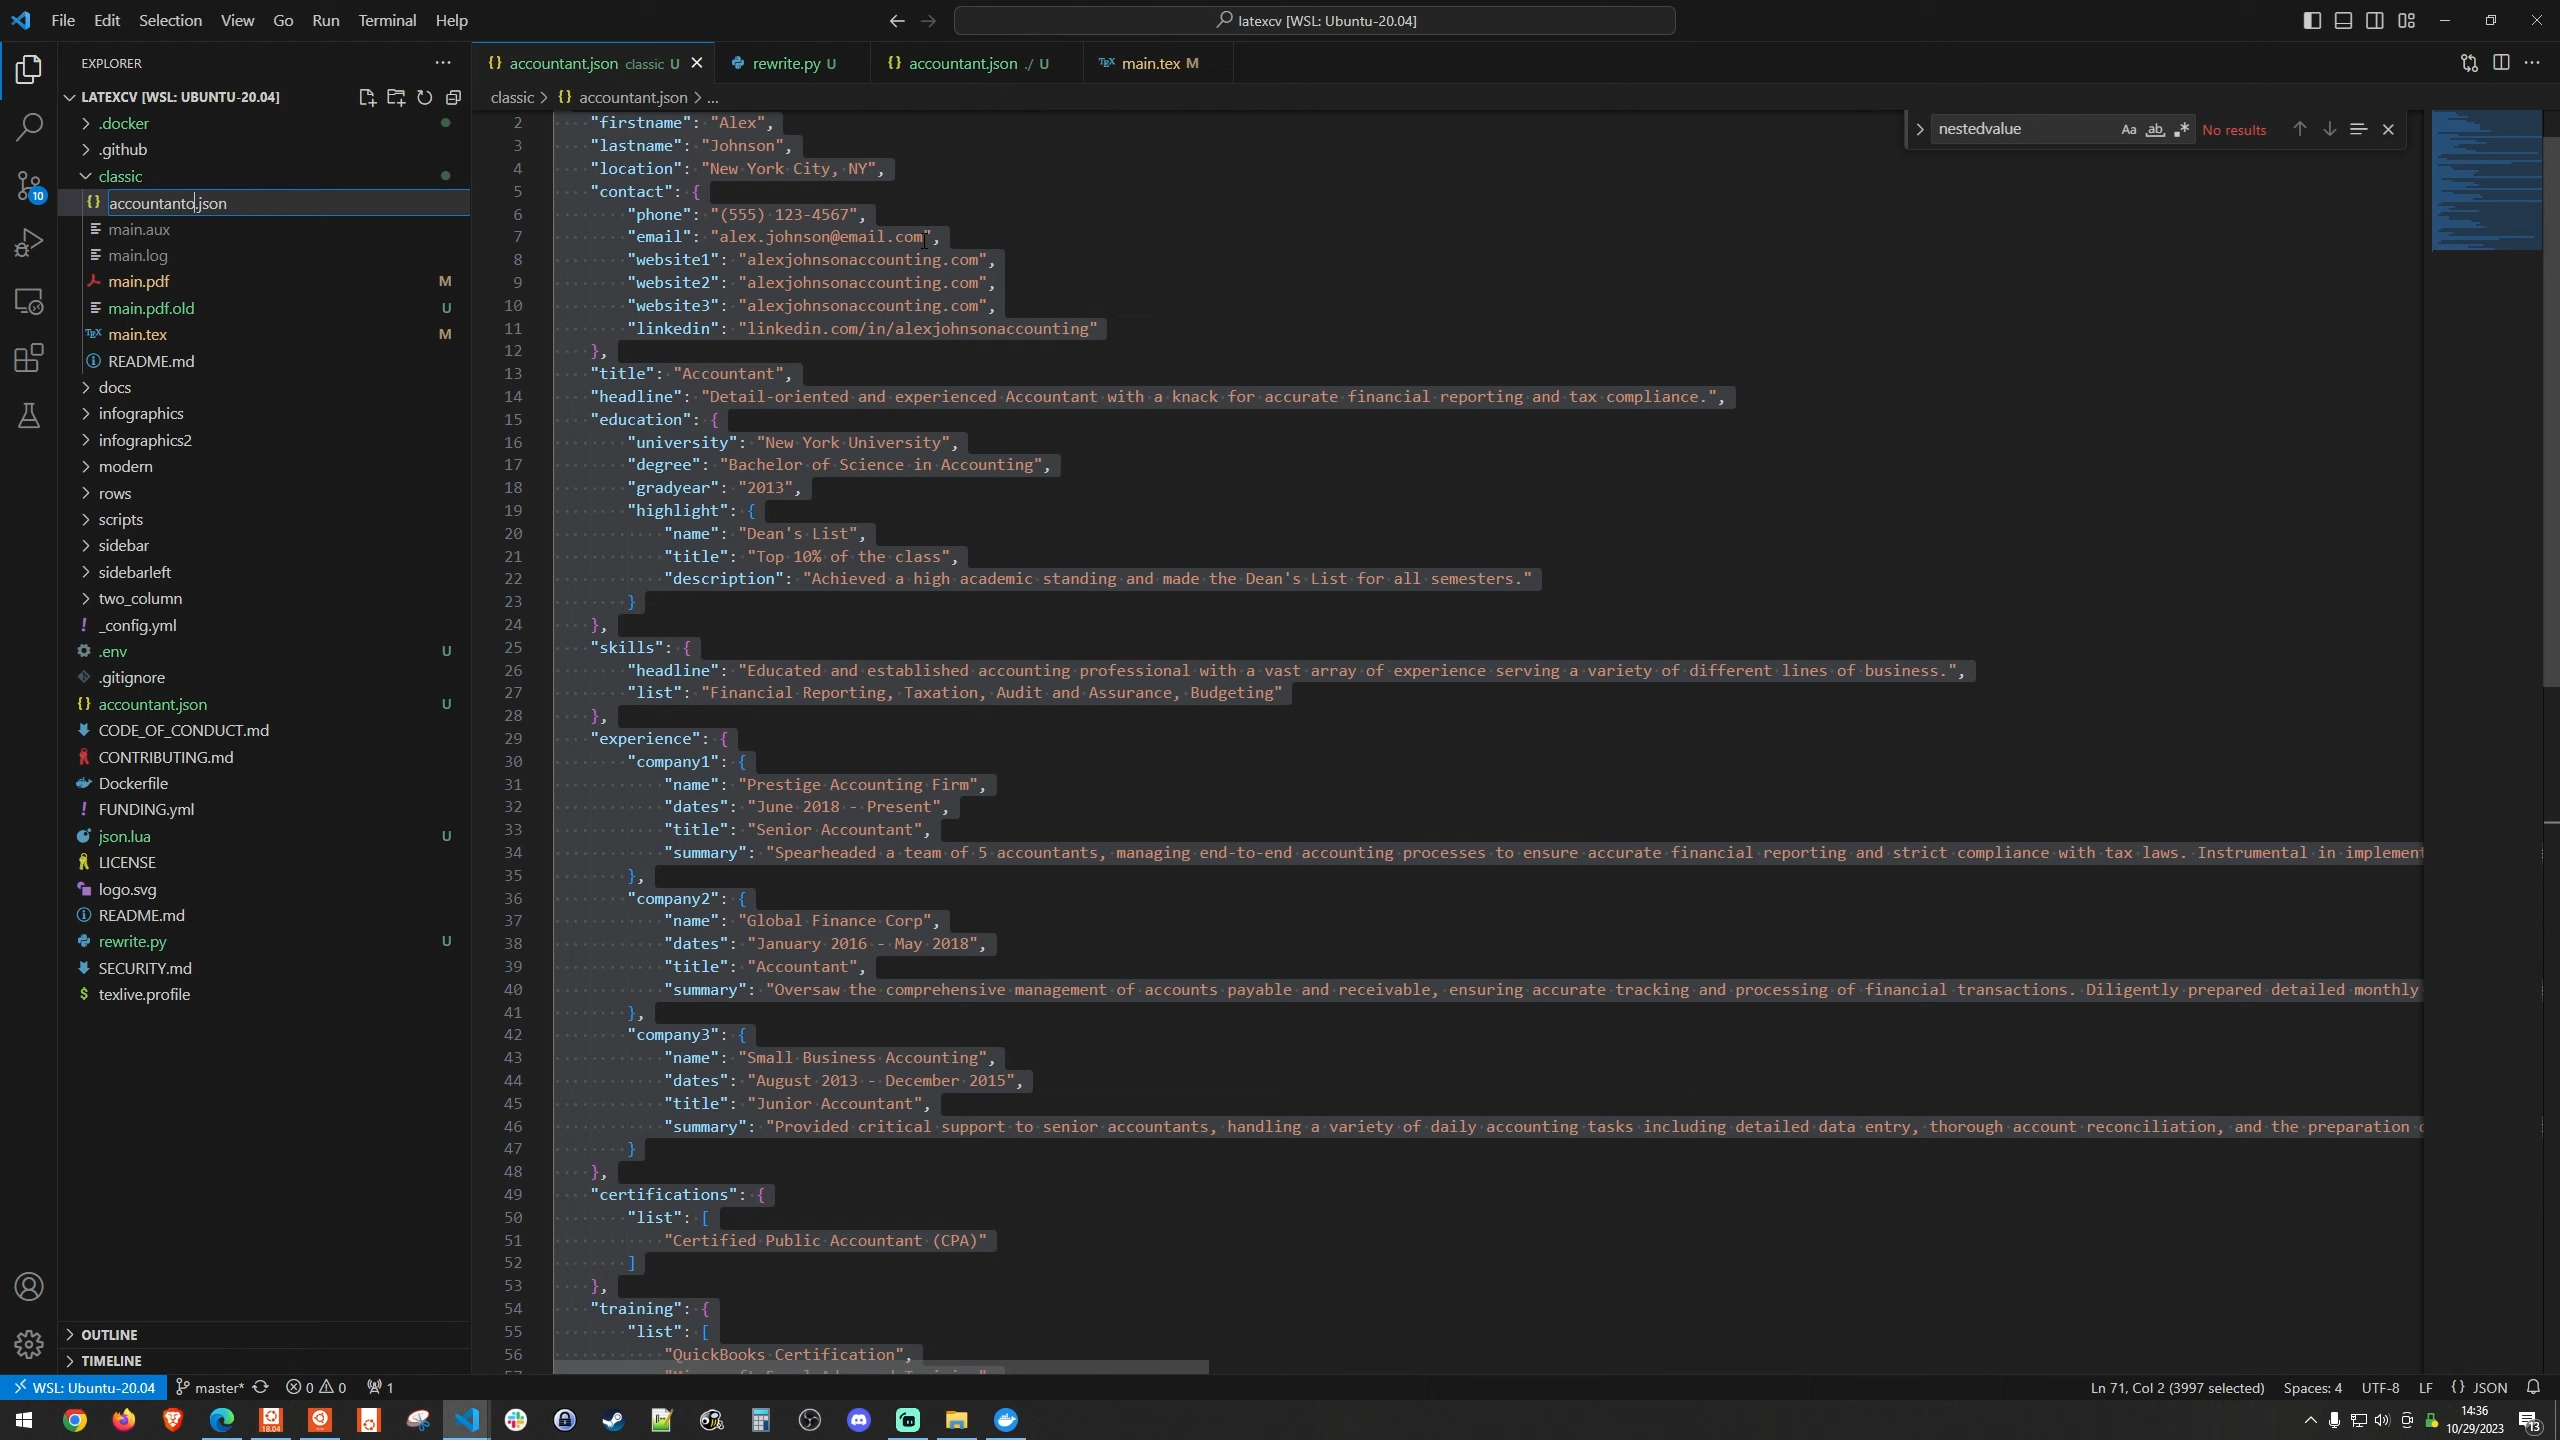 File Edit Selection View Go Run Terminal Help
latexcv [WSL: Ubuntu-20.04]
EXPLORER
LATEXCV [WSL: UBUNTU-20.04]
.docker
.github
classic
accountanto.json
main.aux
main.log
main.pdf M
main.pdf.old U
main.tex M
README.md
docs
infographics
infographics2
modern
rows
scripts
sidebar
sidebarleft
two_column
_config.yml
.env U
.gitignore
accountant.json U
CODE_OF_CONDUCT.md
CONTRIBUTING.md
Dockerfile
FUNDING.yml
json.lua U
LICENSE
logo.svg
README.md
rewrite.py U
SECURITY.md
texlive.profile
OUTLINE
TIMELINE
10
accountant.json classic U
rewrite.py U
accountant.json ./ U
main.tex M
classic > {} accountant.json > ...
nestedvalue Aa ab No results
2 "firstname": "Alex",
3 "lastname": "Johnson",
4 "location": "New York City, NY",
5 "contact": {
6 "phone": "(555) 123-4567",
7 "email": "alex.johnson@email.com",
8 "website1": "alexjohnsonaccounting.com",
9 "website2": "alexjohnsonaccounting.com",
10 "website3": "alexjohnsonaccounting.com",
11 "linkedin": "linkedin.com/in/alexjohnsonaccounting"
12 },
13 "title": "Accountant",
14 "headline": "Detail-oriented and experienced Accountant with a knack for accurate financial reporting and tax compliance.",
15 "education": {
16 "university": "New York University",
17 "degree": "Bachelor of Science in Accounting",
18 "gradyear": "2013",
19 "highlight": {
20 "name": "Dean's List",
21 "title": "Top 10% of the class",
22 "description": "Achieved a high academic standing and made the Dean's List for all semesters."
23 }
24 },
25 "skills": {
26 "headline": "Educated and established accounting professional with a vast array of experience serving a variety of different lines of business.",
27 "list": "Financial Reporting, Taxation, Audit and Assurance, Budgeting"
28 },
29 "experience": {
30 "company1": {
31 "name": "Prestige Accounting Firm",
32 "dates": "June 2018 - Present",
33 "title": "Senior Accountant",
34 "summary": "Spearheaded a team of 5 accountants, managing end-to-end accounting processes to ensure accurate financial reporting and strict compliance with tax laws. Instrumental in implement
35 },
36 "company2": {
37 "name": "Global Finance Corp",
38 "dates": "January 2016 - May 2018",
39 "title": "Accountant",
40 "summary": "Oversaw the comprehensive management of accounts payable and receivable, ensuring accurate tracking and processing of financial transactions. Diligently prepared detailed monthly
41 },
42 "company3": {
43 "name": "Small Business Accounting",
44 "dates": "August 2013 - December 2015",
45 "title": "Junior Accountant",
46 "summary": "Provided critical support to senior accountants, handling a variety of daily accounting tasks including detailed data entry, thorough account reconciliation, and the preparation
47 }
48 },
49 "certifications": {
50 "list": [
51 "Certified Public Accountant (CPA)"
52 ]
53 },
54 "training": {
55 "list": [
56 "QuickBooks Certification",
WSL: Ubuntu-20.04 master* 0 0 1
Ln 71, Col 2 (3997 selected) Spaces: 4 UTF-8 LF {} JSON
18.04
14:36
10/29/2023
13